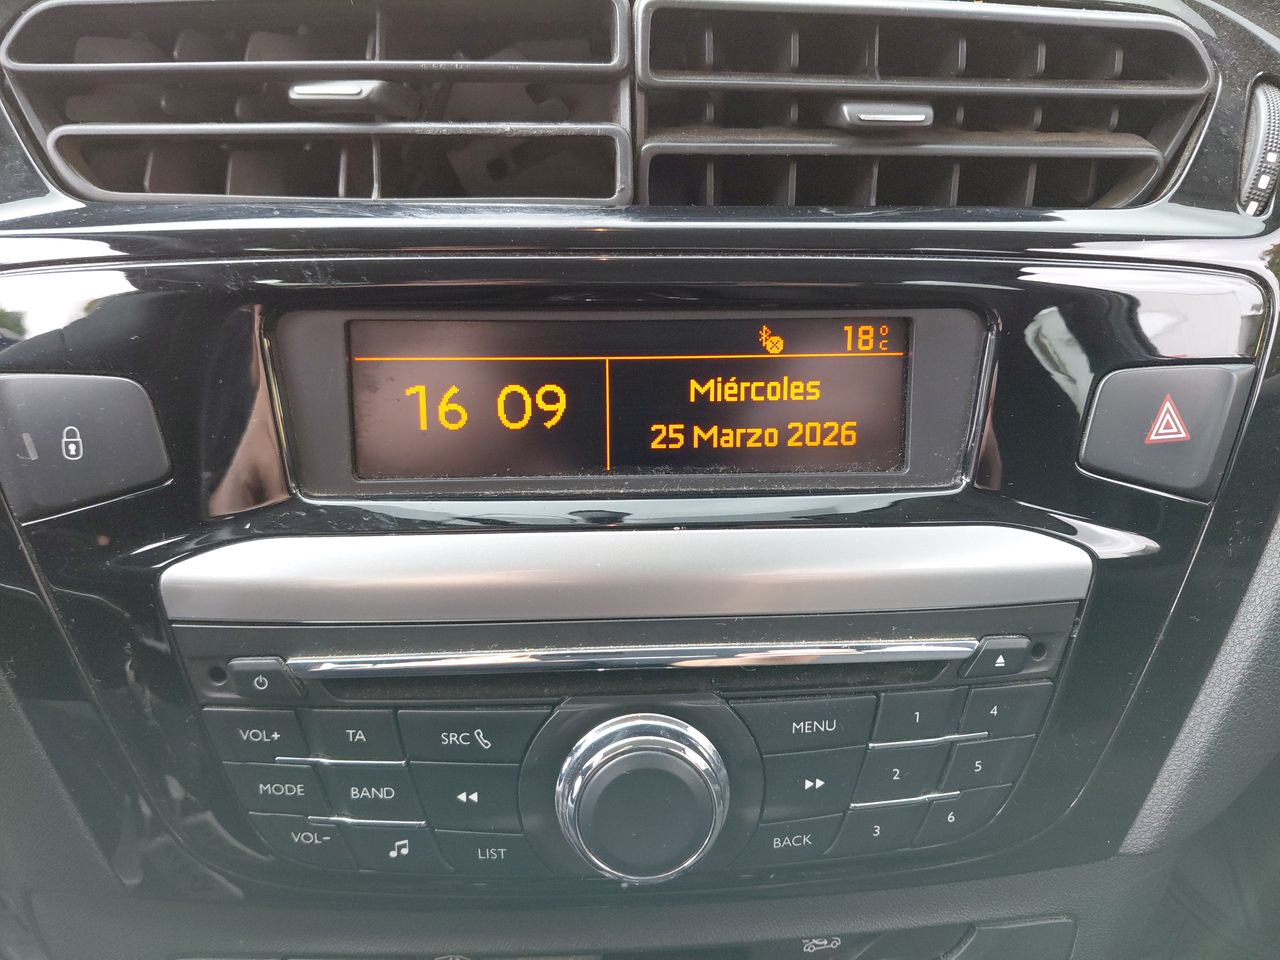 18°C
16 09
Miércoles
25 Marzo 2026
VOL+
TA
SRC
MENU
1
4
MODE
BAND
2
5
VOL-
LIST
BACK
3
6